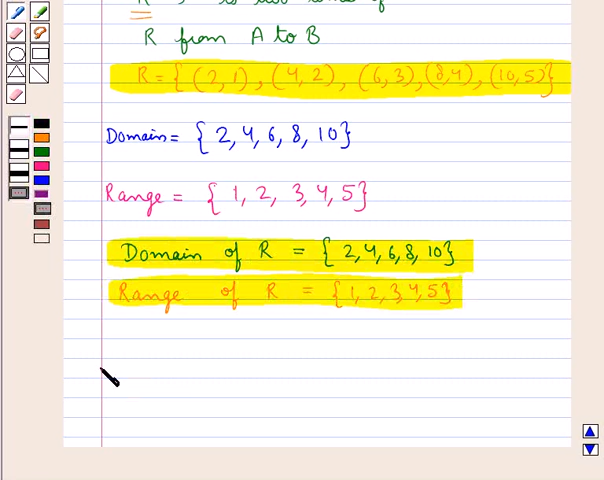 is
of
R from A to B
R = { (2,1) , (4,2) , (6,3) , (8,4) , (10,5) }
Domain = { 2, 4, 6, 8, 10 }
Range = { 1, 2, 3, 4, 5 }
Domain of R = { 2, 4, 6, 8, 10 }
Range of R = { 1, 2, 3, 4, 5 }